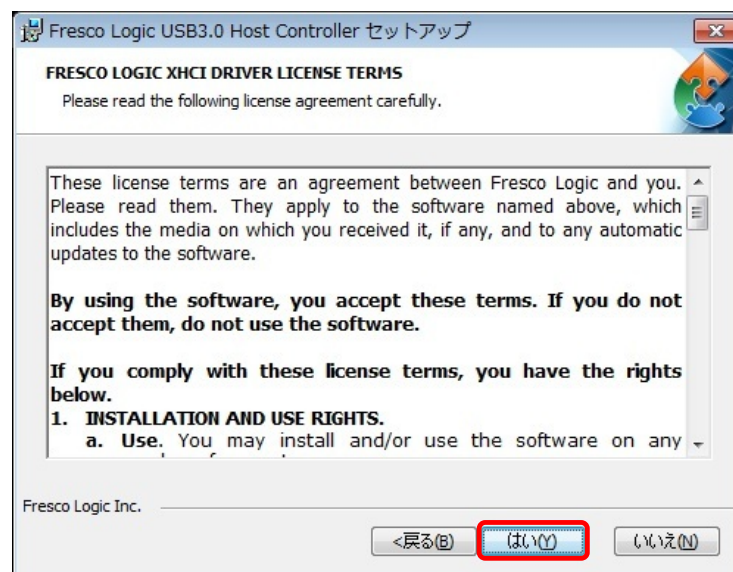 Fresco Logic USB3.0 Host Controller セットアップ
FRESCO LOGIC XHCI DRIVER LICENSE TERMS
Please read the following license agreement carefully.
These license terms are an agreement between Fresco Logic and you.
Please read them. They apply to the software named above, which
includes the media on which you received it, if any, and to any automatic
updates to the software.
By using the software, you accept these terms. If you do not
accept them, do not use the software.
If you comply with these license terms, you have the rights
below.
1. INSTALLATION AND USE RIGHTS.
a. Use. You may install and/or use the software on any
Fresco Logic Inc.
<戻る(B) はい(Y) いいえ(N)